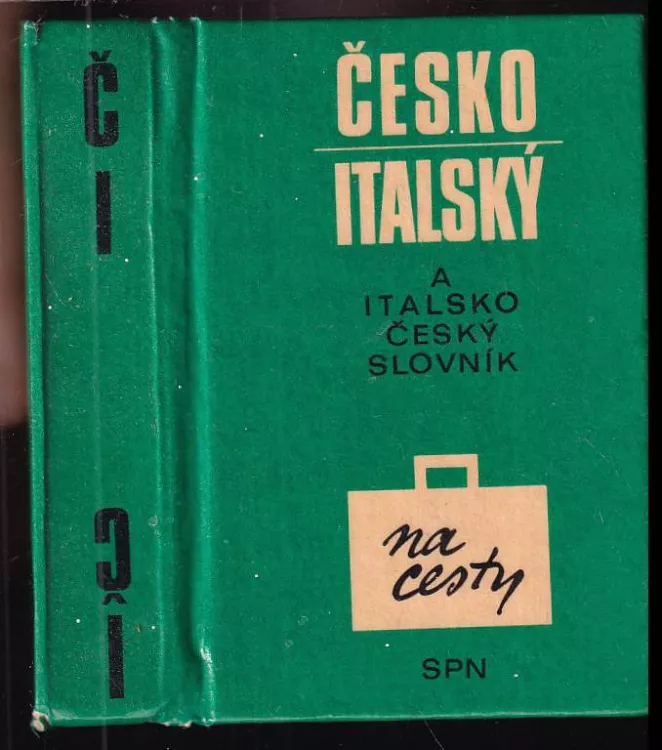 Č
I
I
Č
ČESKO
ITALSKÝ
A
ITALSKO
ČESKÝ
SLOVNÍK
na
cesty
SPN